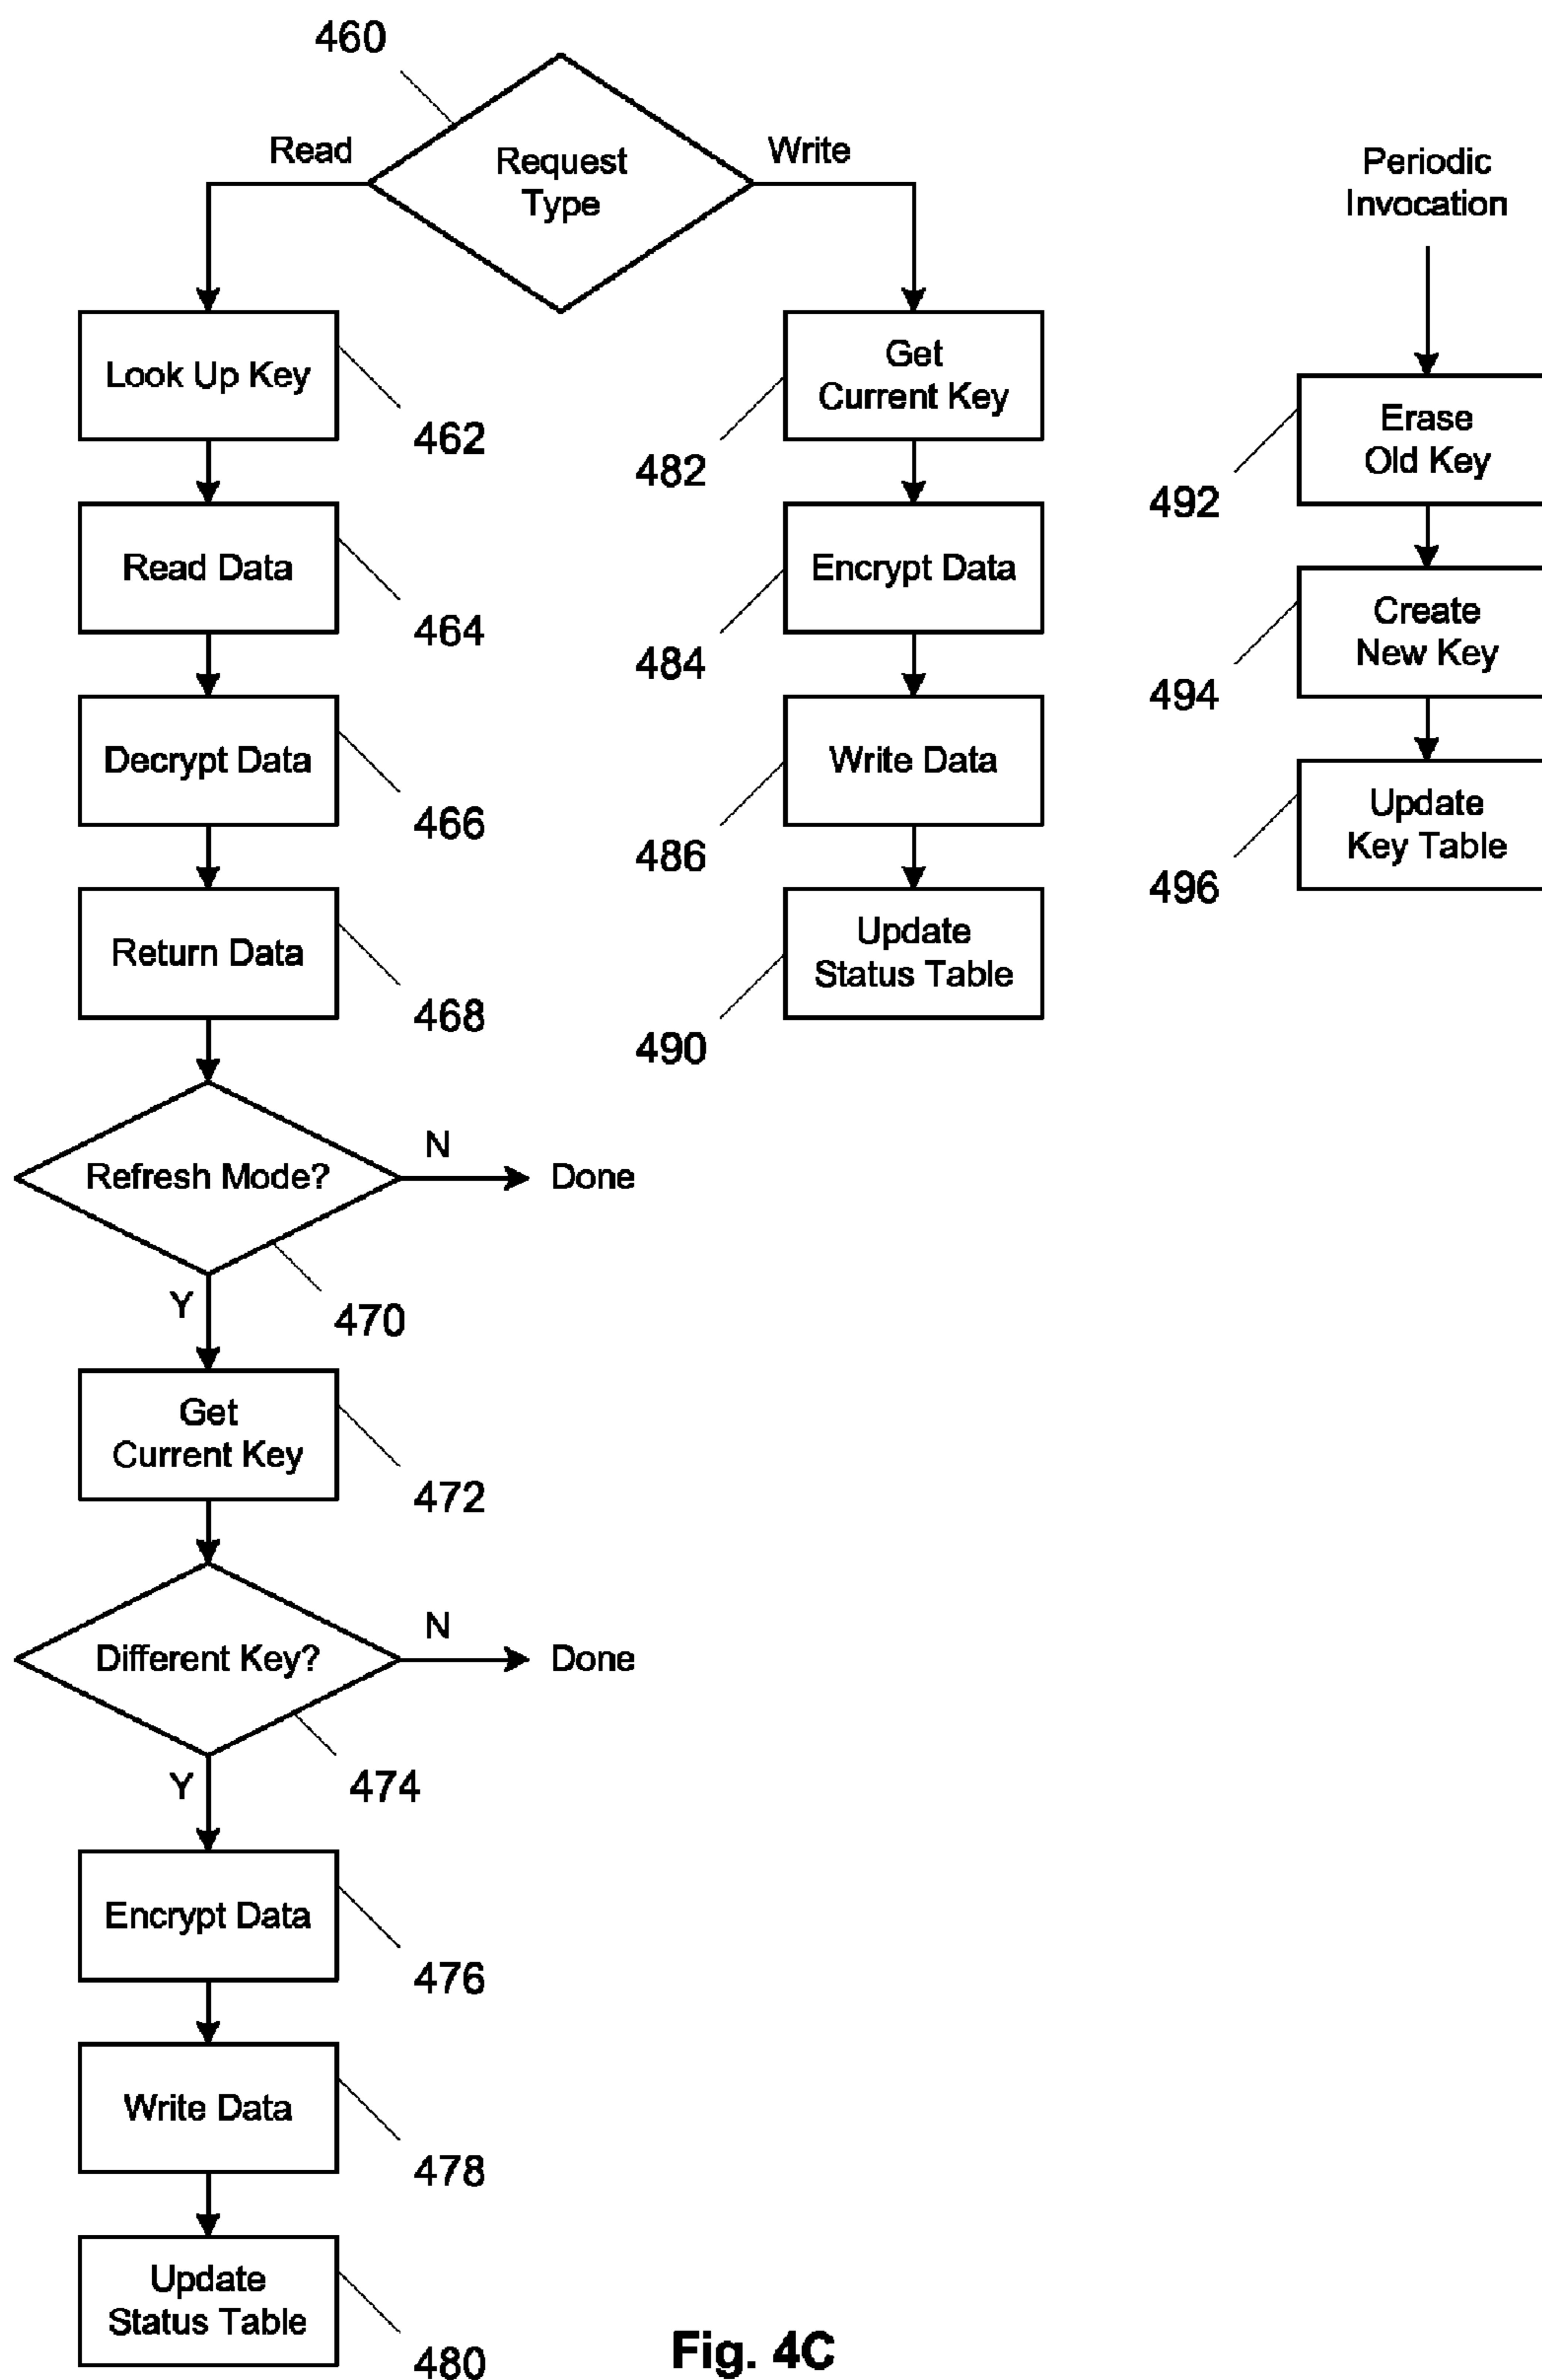 460
Read
Request
Type
Write
Look Up Key
462
Read Data
464
Decrypt Data
466
Return Data
468
Refresh Mode?
N
Done
470
Y
Get
Current Key
472
Different Key?
N
Done
474
Y
Encrypt Data
476
Write Data
478
Update
Status Table
480
Get
Current Key
482
Encrypt Data
484
Write Data
486
Update
Status Table
490
Periodic
Invocation
Erase
Old Key
492
Create
New Key
494
Update
Key Table
496
Fig. 4C